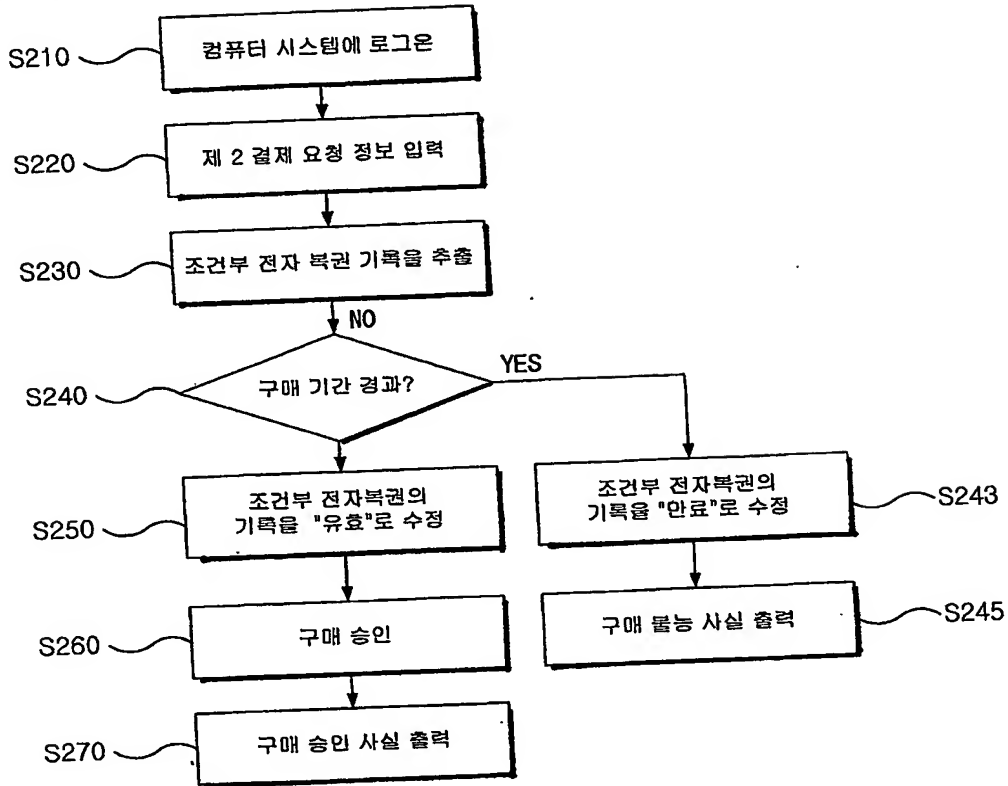 S210
컴퓨터 시스템에 로그온
S220
제 2 결제 요청 정보 입력
S230
조건부 전자 복권 기록을 추출
NO
S240
구매 기간 경과?
YES
S250
조건부 전자복권의
기록을 "유효"로 수정
조건부 전자복권의
기록을 "만료"로 수정
S243
S260
구매 승인
구매 불능 사실 출력
S245
S270
구매 승인 사실 출력